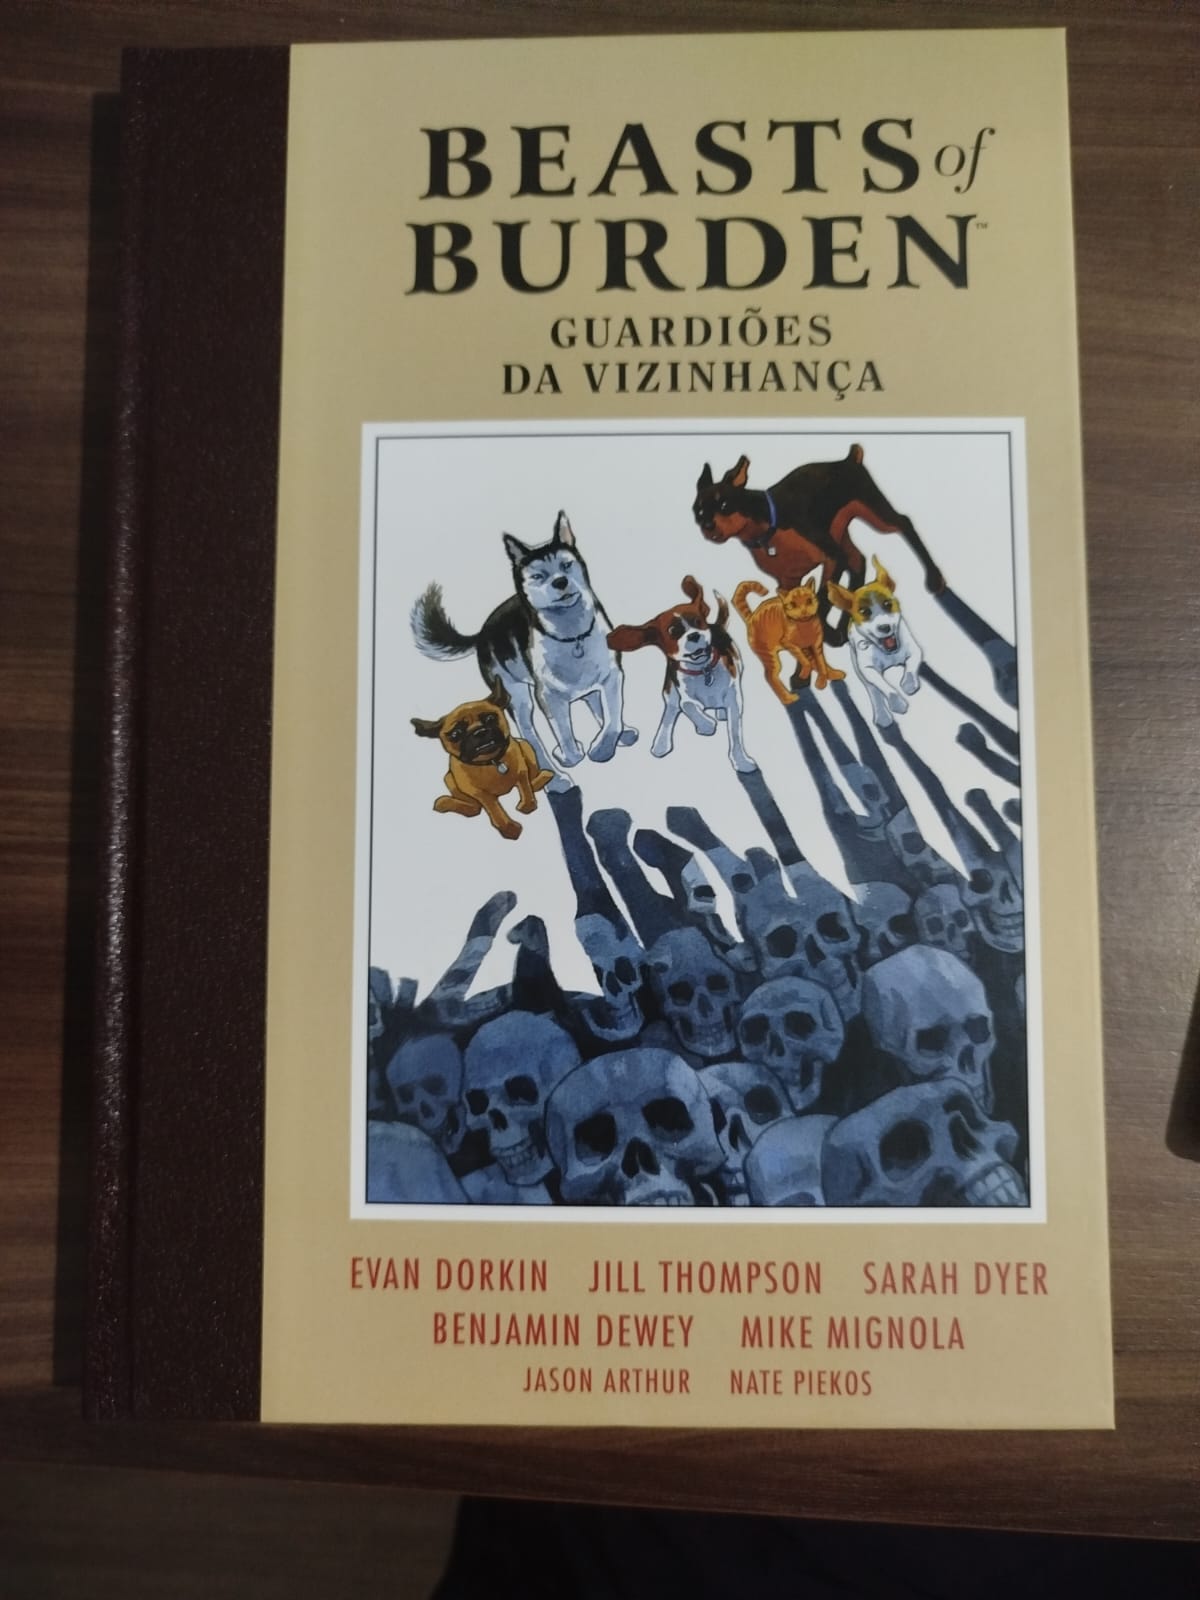 BEASTS of
BURDEN™
GUARDIÕES
DA VIZINHANÇA
EVAN DORKIN JILL THOMPSON SARAH DYER
BENJAMIN DEWEY MIKE MIGNOLA
JASON ARTHUR NATE PIEKOS